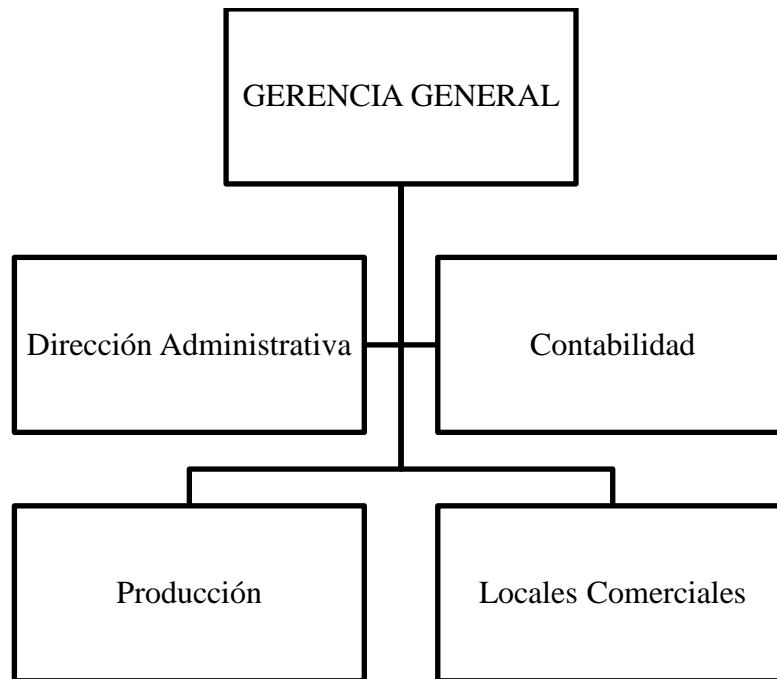 GERENCIA GENERAL
Dirección Administrativa
Contabilidad
Producción
Locales Comerciales